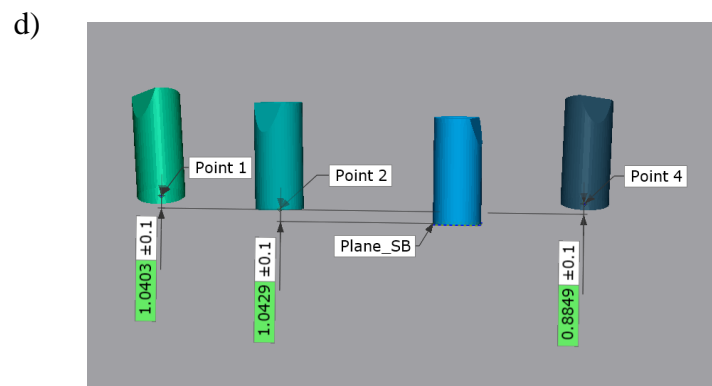 d)
Point 1
Point 2
Point 4
Plane_SB
1.0403 ±0.1
1.0429 ±0.1
0.8849 ±0.1